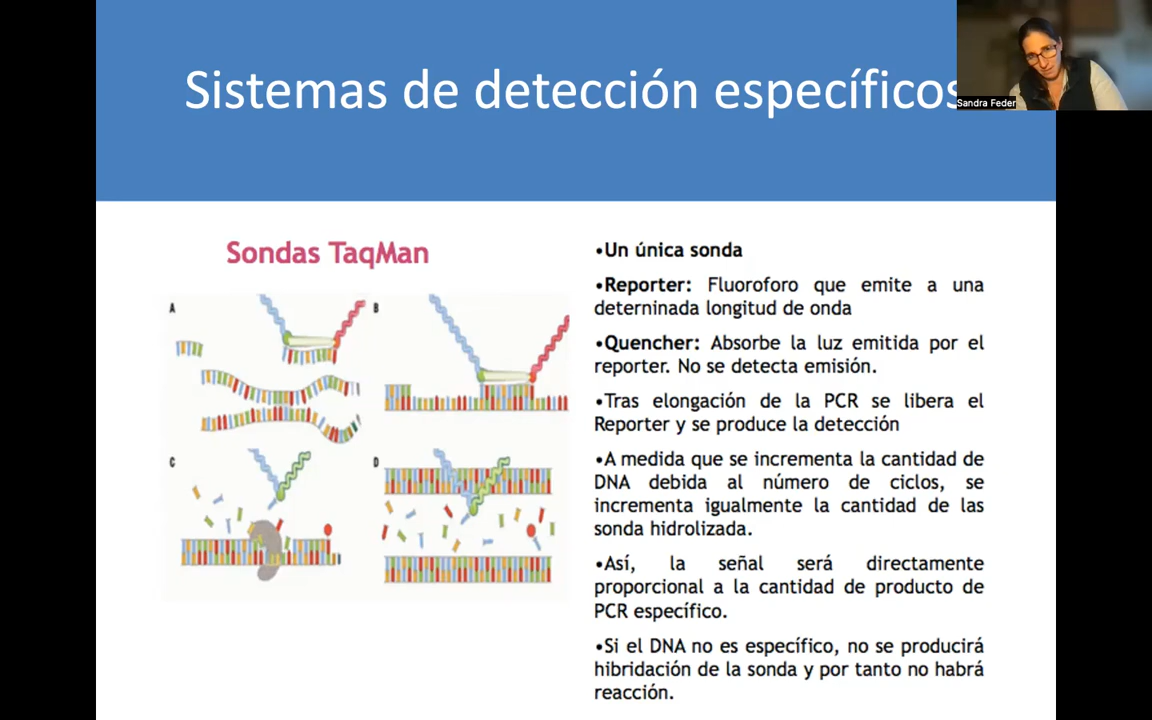 Sistemas de detección específicos
Sandra Feder
Sondas TaqMan
A
B
C
D
•Un única sonda
•Reporter: Fluoroforo que emite a una
deterninada longitud de onda
•Quencher: Absorbe la luz emitida por el
reporter. No se detecta emisión.
•Tras elongación de la PCR se libera el
Reporter y se produce la detección
•A medida que se incrementa la cantidad de
DNA debida al número de ciclos, se
incrementa igualmente la cantidad de las
sonda hidrolizada.
•Así, la señal será directamente
proporcional a la cantidad de producto de
PCR específico.
•Si el DNA no es específico, no se producirá
hibridación de la sonda y por tanto no habrá
reacción.